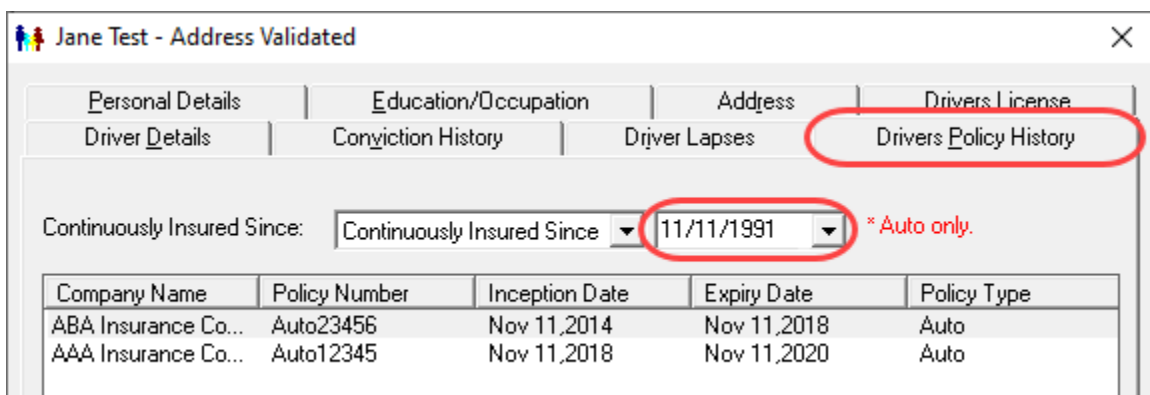 Jane Test - Address Validated
Personal Details Education/Occupation Address Drivers License
Driver Details Conviction History Driver Lapses Drivers Policy History
Continuously Insured Since: Continuously Insured Since 11/11/1991 * Auto only.
Company Name Policy Number Inception Date Expiry Date Policy Type
ABA Insurance Co... Auto23456 Nov 11,2014 Nov 11,2018 Auto
AAA Insurance Co... Auto12345 Nov 11,2018 Nov 11,2020 Auto